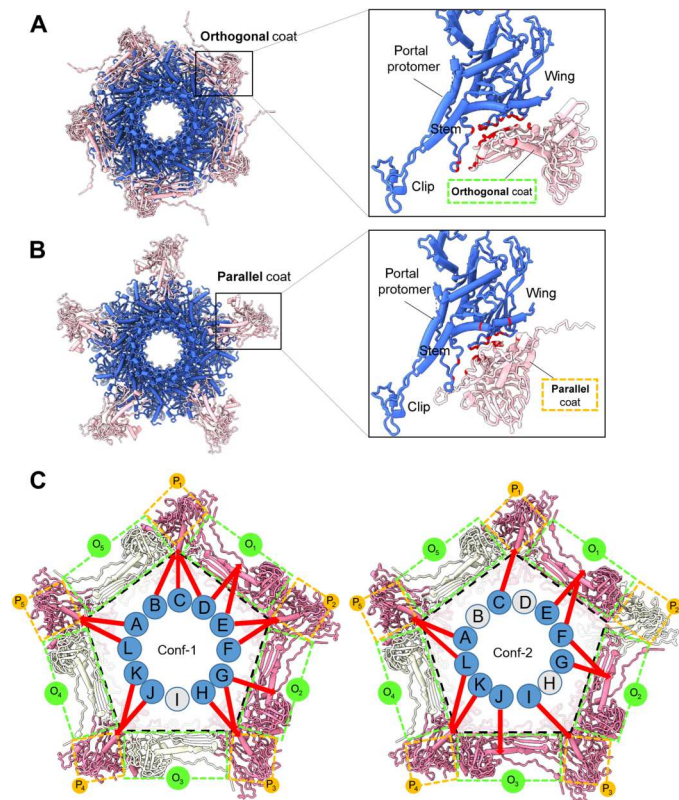 A
Orthogonal coat
Portal
protomer
Wing
Stem
Clip
Orthogonal coat
B
Parallel coat
Portal
protomer
Wing
Stem
Clip
Parallel
coat
C
P1
O5
O1
P5
P2
B
C
D
A
E
L
Conf-1
F
K
G
J
I
H
O4
O2
P4
O3
P3
P1
O5
O1
P5
P2
C
D
B
E
A
F
L
Conf-2
G
K
H
J
I
O4
O2
P4
O3
P3